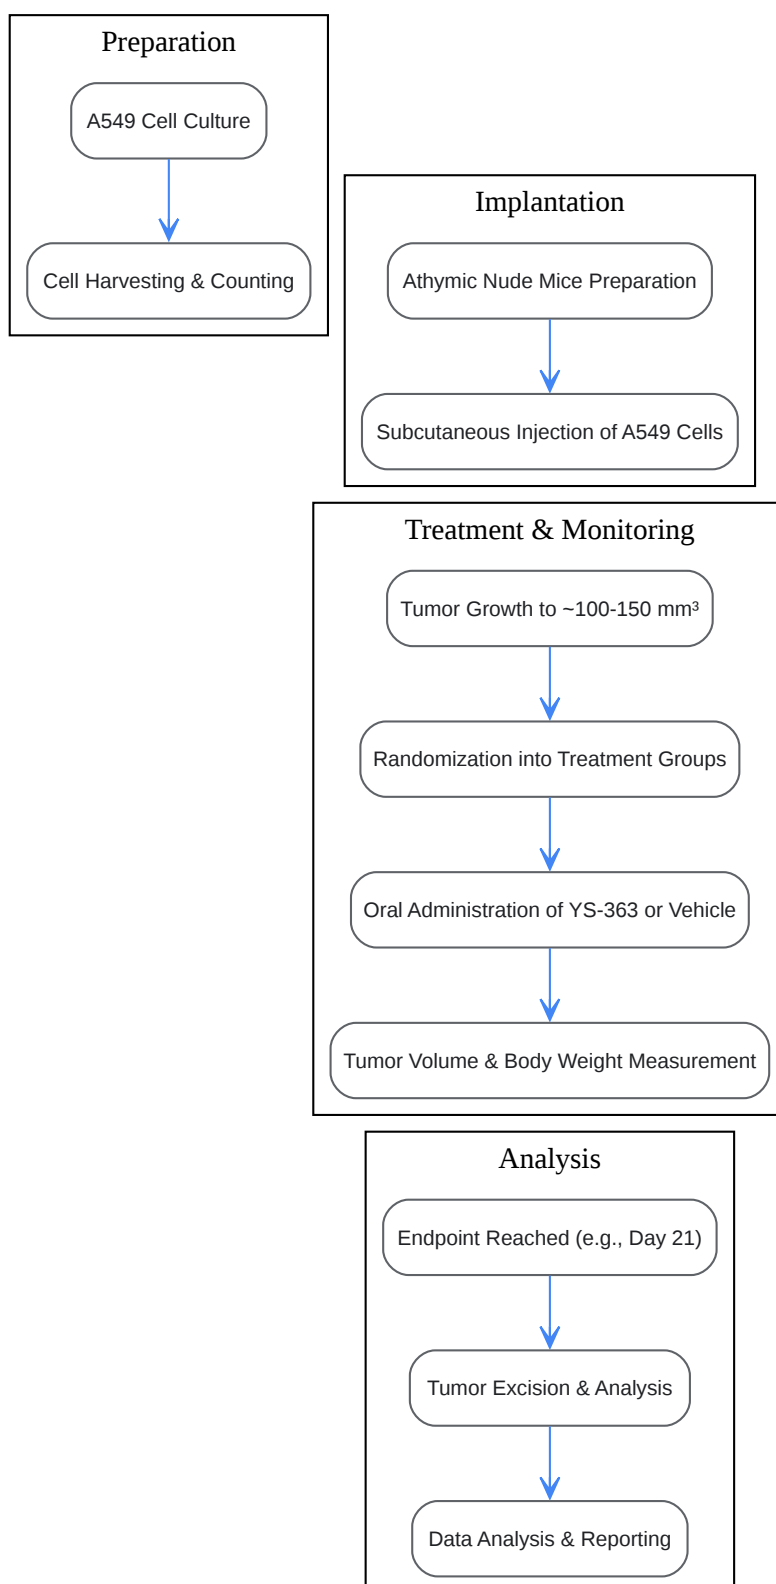 Preparation
A549 Cell Culture
Cell Harvesting & Counting
Implantation
Athymic Nude Mice Preparation
Subcutaneous Injection of A549 Cells
Treatment & Monitoring
Tumor Growth to ~100-150 mm³
Randomization into Treatment Groups
Oral Administration of YS-363 or Vehicle
Tumor Volume & Body Weight Measurement
Analysis
Endpoint Reached (e.g., Day 21)
Tumor Excision & Analysis
Data Analysis & Reporting